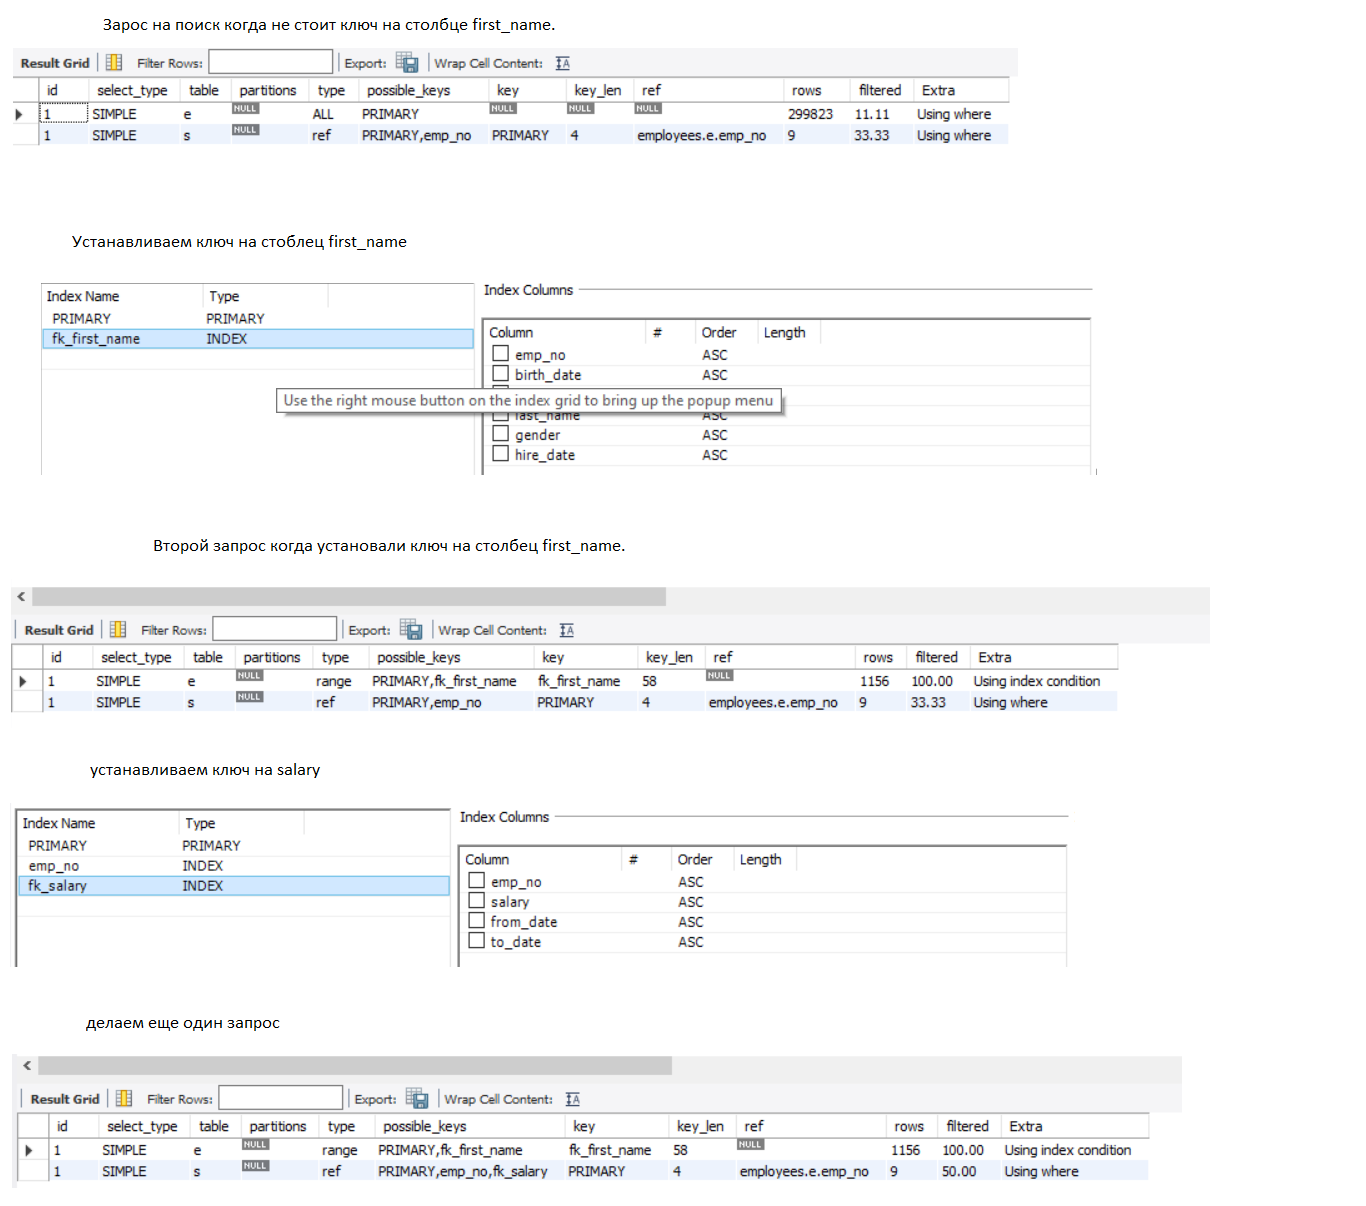 Зарос на поиск когда не стоит ключ на столбце first_name.
Result Grid Filter Rows: Export: Wrap Cell Content:
id select_type table partitions type possible_keys key key_len ref rows filtered Extra
1 SIMPLE e NULL ALL PRIMARY NULL NULL NULL 299823 11.11 Using where
1 SIMPLE s NULL ref PRIMARY,emp_no PRIMARY 4 employees.e.emp_no 9 33.33 Using where
Устанавливаем ключ на стоблец first_name
Index Name Type
PRIMARY PRIMARY
fk_first_name INDEX
Index Columns
Column # Order Length
emp_no ASC
birth_date ASC
Use the right mouse button on the index grid to bring up the popup menu
last_name ASC
gender ASC
hire_date ASC
Второй запрос когда установали ключ на столбец first_name.
Result Grid Filter Rows: Export: Wrap Cell Content:
id select_type table partitions type possible_keys key key_len ref rows filtered Extra
1 SIMPLE e NULL range PRIMARY,fk_first_name fk_first_name 58 NULL 1156 100.00 Using index condition
1 SIMPLE s NULL ref PRIMARY,emp_no PRIMARY 4 employees.e.emp_no 9 33.33 Using where
устанавливаем ключ на salary
Index Name Type
PRIMARY PRIMARY
emp_no INDEX
fk_salary INDEX
Index Columns
Column # Order Length
emp_no ASC
salary ASC
from_date ASC
to_date ASC
делаем еще один запрос
Result Grid Filter Rows: Export: Wrap Cell Content:
id select_type table partitions type possible_keys key key_len ref rows filtered Extra
1 SIMPLE e NULL range PRIMARY,fk_first_name fk_first_name 58 NULL 1156 100.00 Using index condition
1 SIMPLE s NULL ref PRIMARY,emp_no,fk_salary PRIMARY 4 employees.e.emp_no 9 50.00 Using where